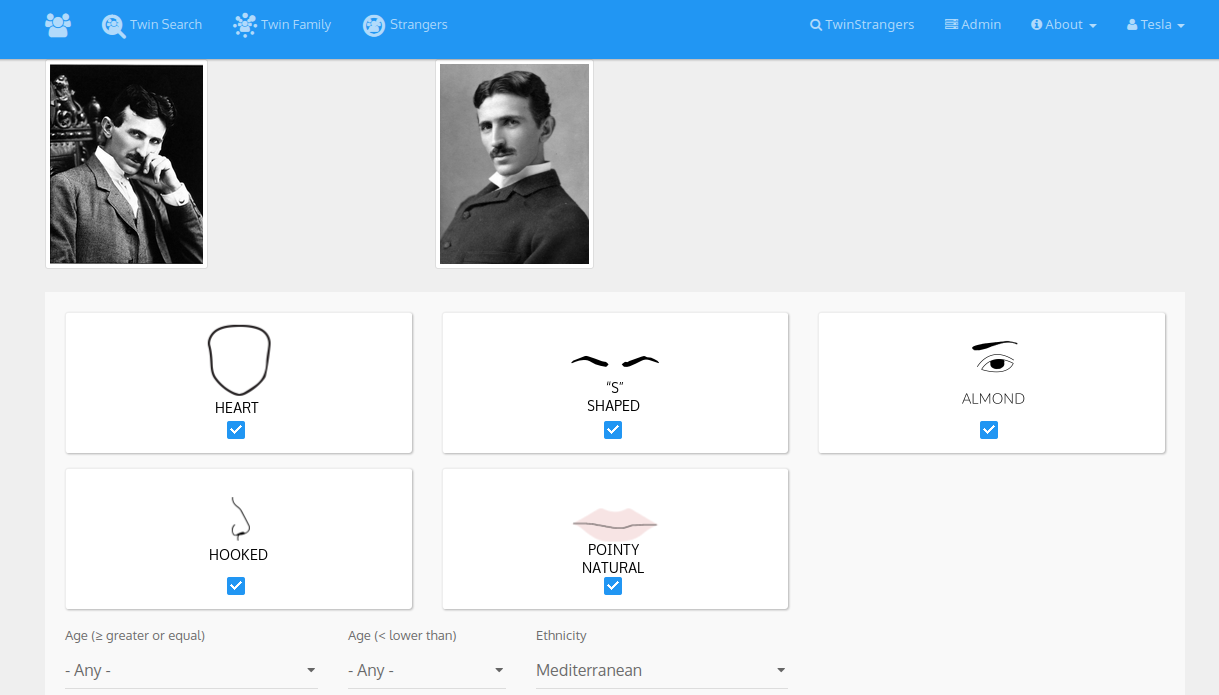 Twin Search
Twin Family
Strangers
TwinStrangers
Admin
About
Tesla
HEART
“S”
SHAPED
ALMOND
HOOKED
POINTY
NATURAL
Age (≥ greater or equal)
Age (< lower than)
Ethnicity
- Any -
- Any -
Mediterranean